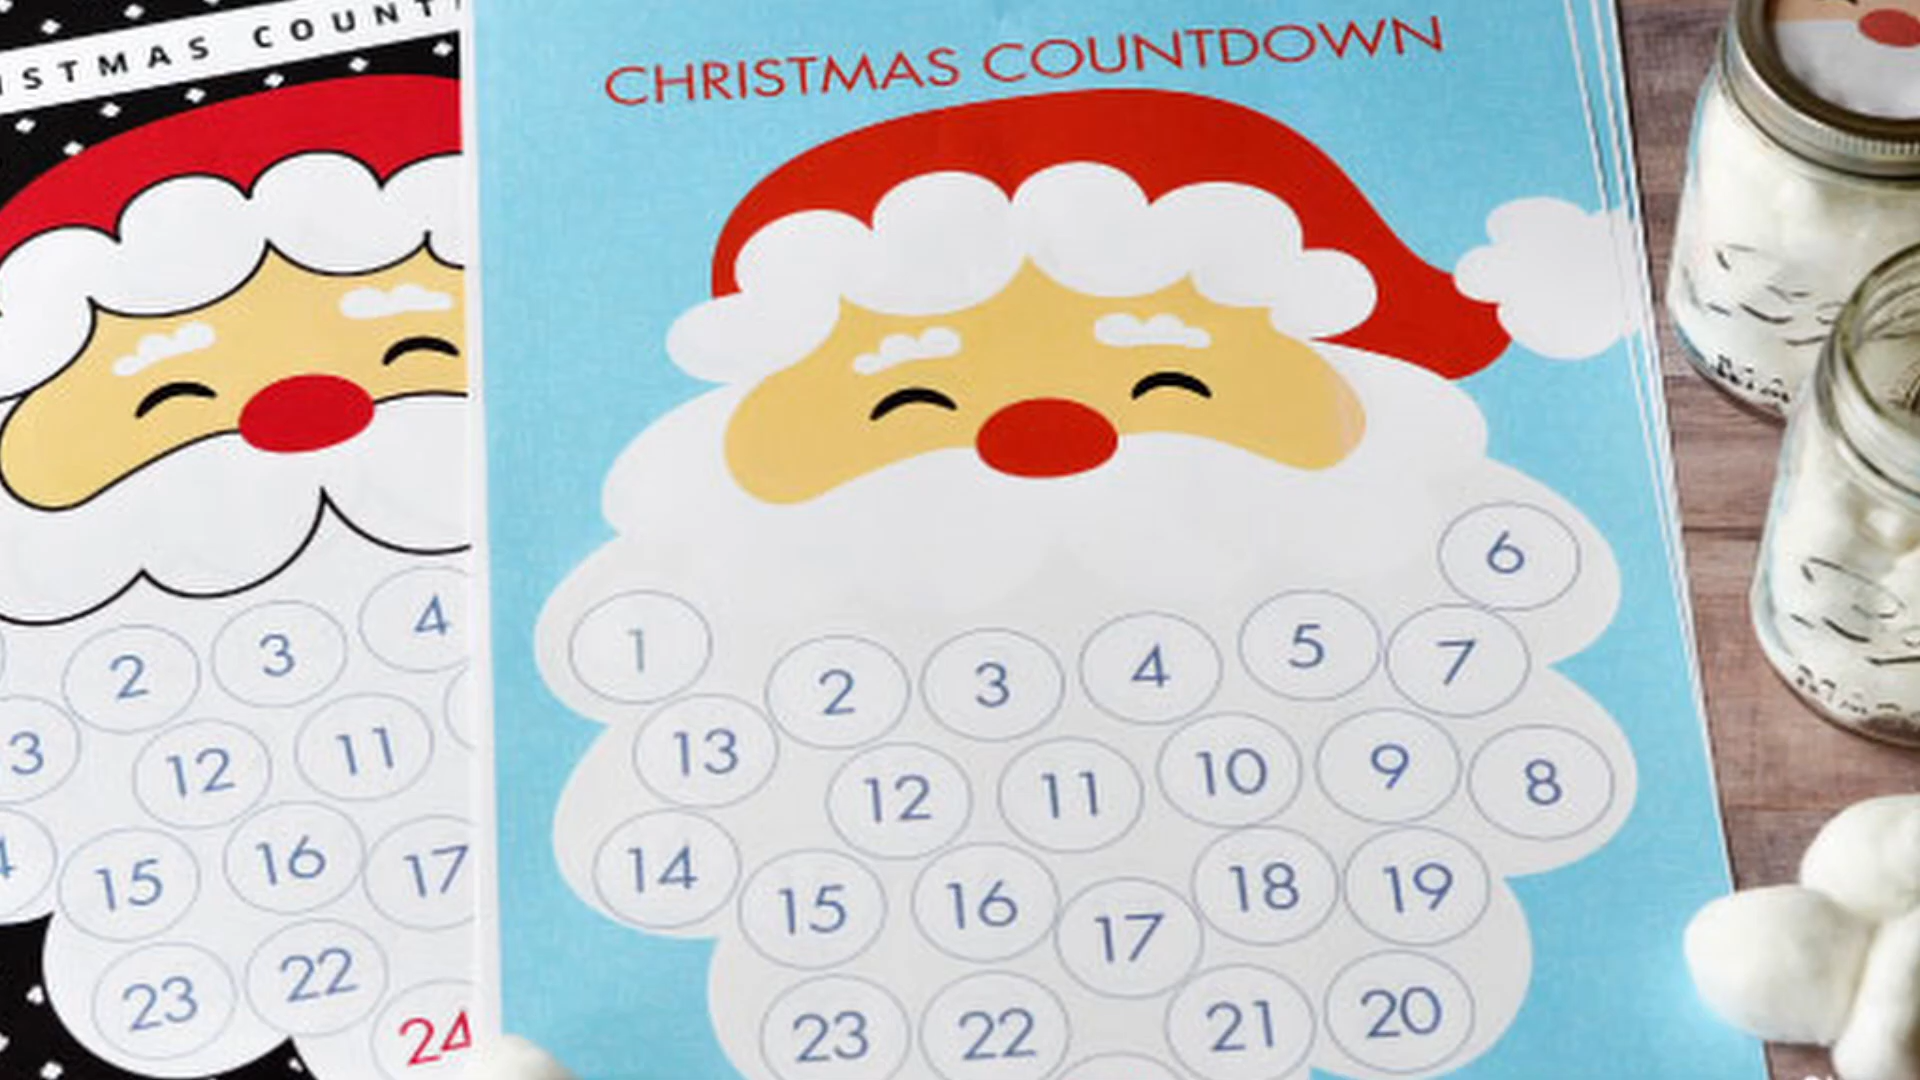 CHRISTMAS COUNTDOWN
6
1 2 3 4 5 7
13 12 11 10 9 8
14 15 16 17 18 19
23 22 21 20
ISTMAS COUNT
2 3 4
3 12 11
15 16 17
23 22
24